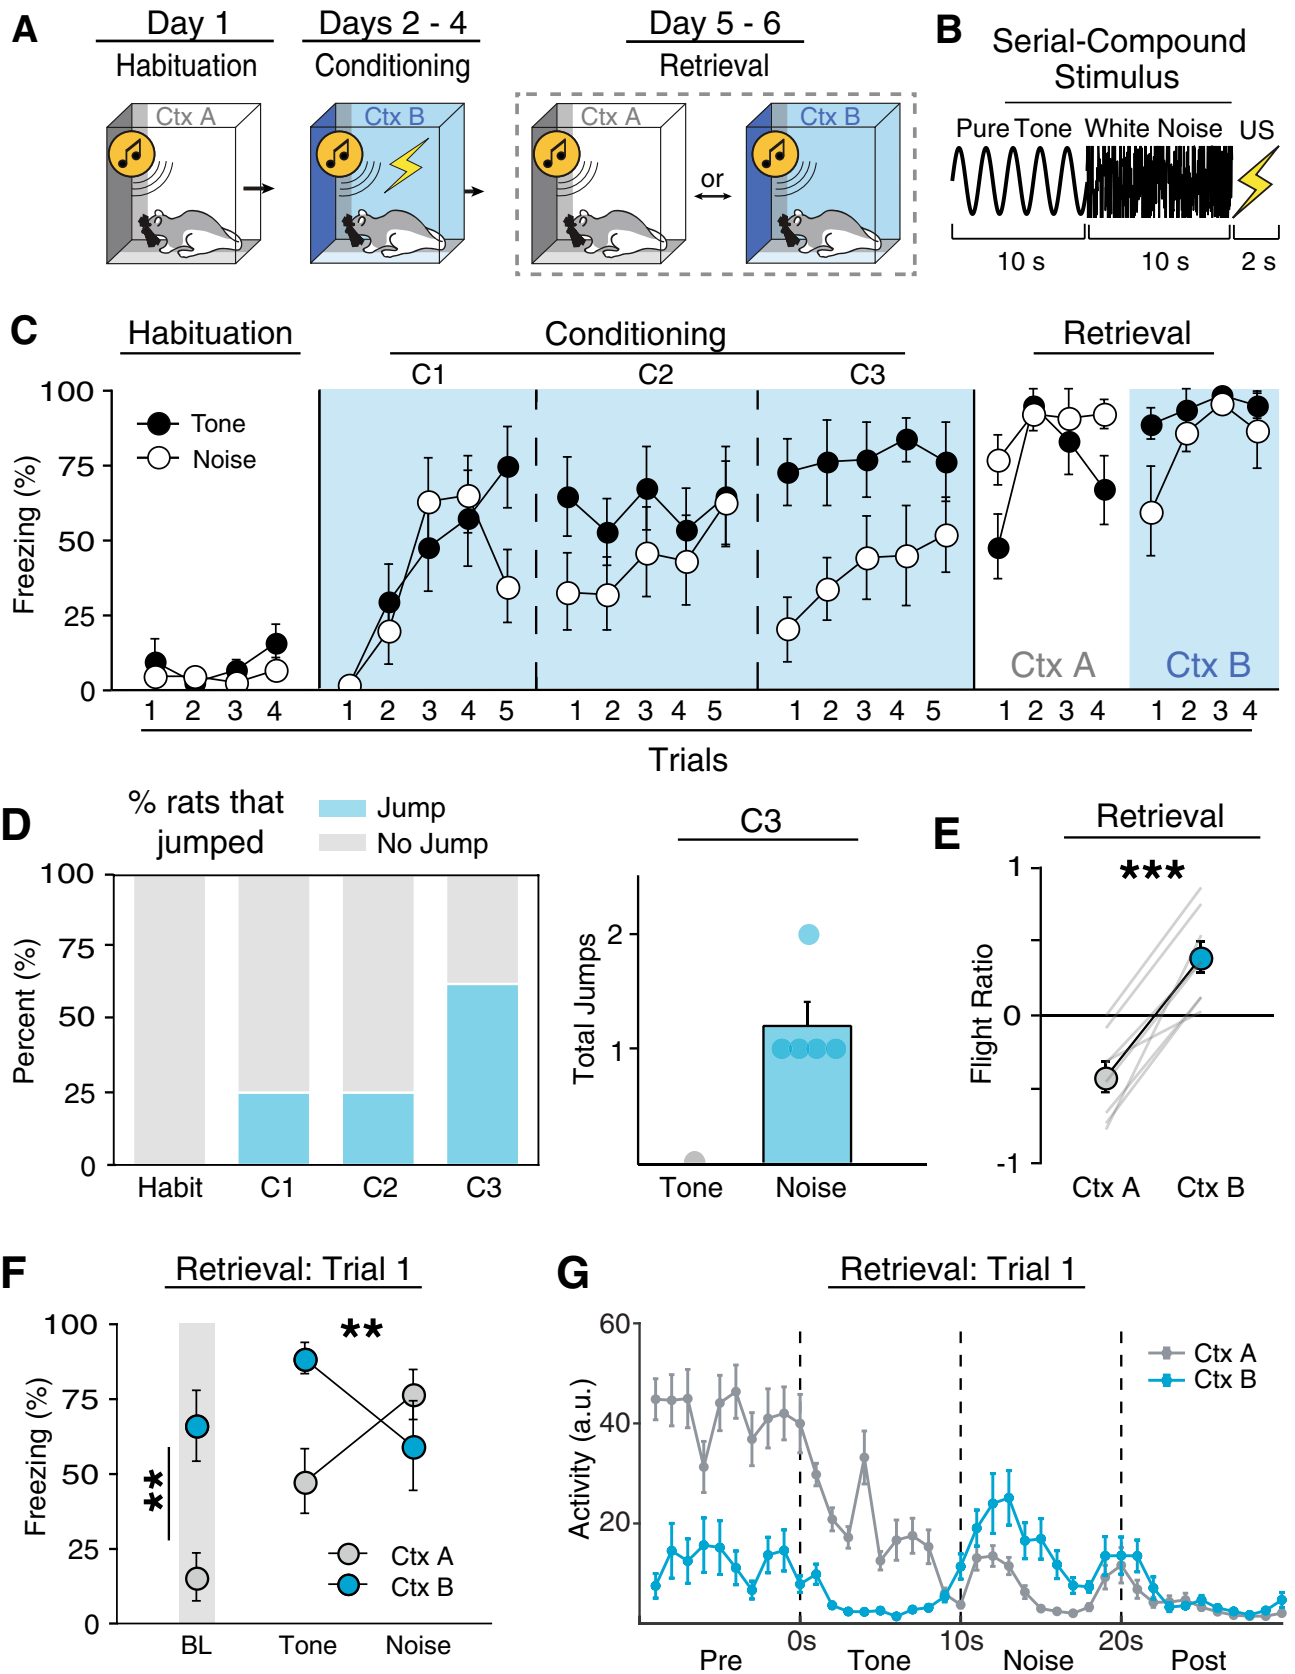 A
Day 1
Days 2 - 4
Day 5 - 6
Habituation
Conditioning
Retrieval
Ctx A
Ctx B
Ctx A
or
Ctx B
B
Serial-Compound
Stimulus
Pure Tone
White Noise
US
10 s
10 s
2 s
C
Habituation
Conditioning
Retrieval
C1
C2
C3
Freezing (%)
100
75
50
25
0
Tone
Noise
Ctx A
Ctx B
1 2 3 4
1 2 3 4 5
1 2 3 4 5
1 2 3 4 5
1 2 3 4
1 2 3 4
Trials
D
% rats that
jumped
Jump
No Jump
Percent (%)
100
75
50
25
0
Habit
C1
C2
C3
C3
Total Jumps
2
1
Tone
Noise
E
Retrieval
***
Flight Ratio
1
0
-1
Ctx A
Ctx B
F
Retrieval: Trial 1
Freezing (%)
100
75
50
25
0
**
**
Ctx A
Ctx B
BL
Tone
Noise
G
Retrieval: Trial 1
Activity (a.u.)
60
40
20
Ctx A
Ctx B
0s
10s
20s
Pre
Tone
Noise
Post